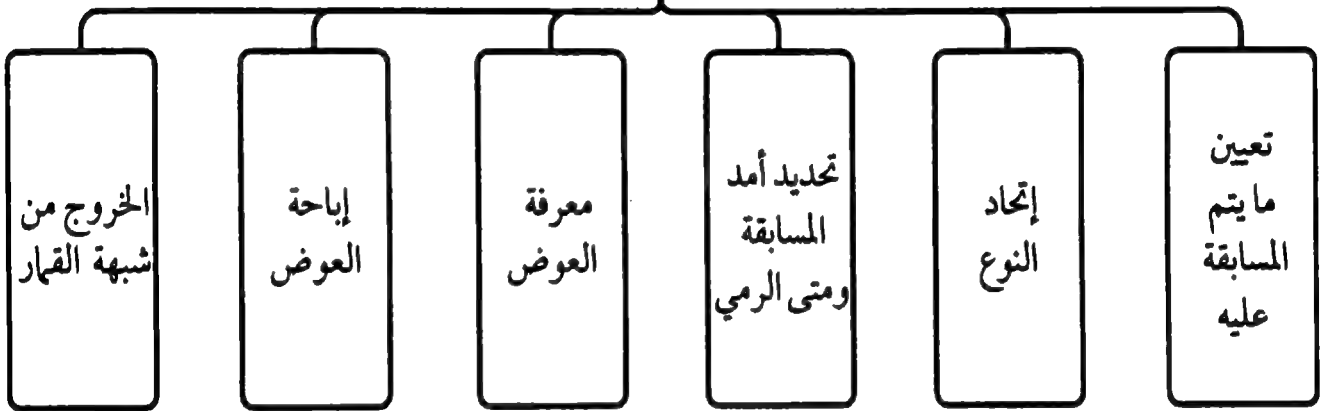 تعيين
ما يتم
المسابقة
عليه
إتحاد
النوع
تحديد أمد
المسابقة
ومتى الرمي
معرفة
العوض
إباحة
العوض
الخروج من
شبهة القمار